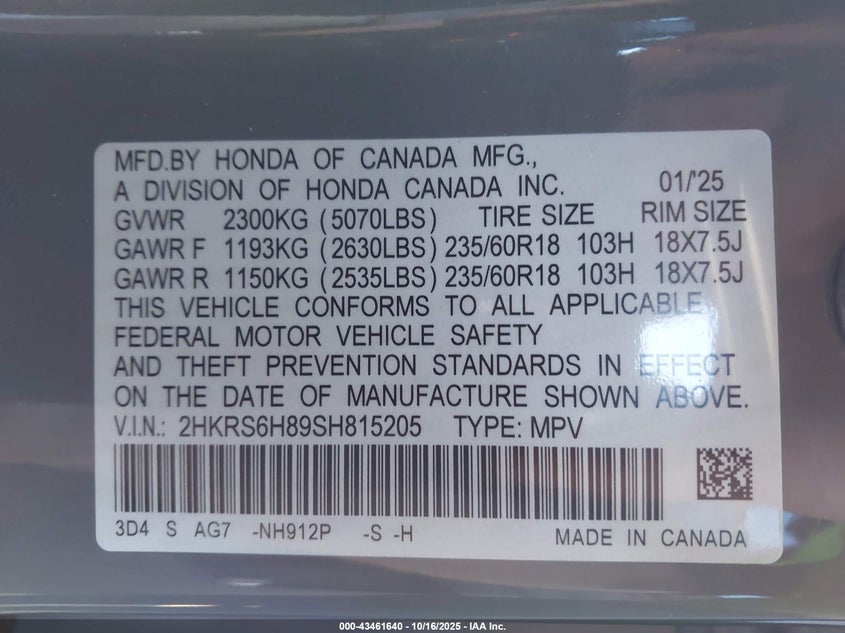 MFD.BY HONDA OF CANADA MFG.,
A DIVISION OF HONDA CANADA INC. 01/'25
GVWR 2300KG (5070LBS) TIRE SIZE RIM SIZE
GAWR F 1193KG (2630LBS) 235/60R18 103H 18X7.5J
GAWR R 1150KG (2535LBS) 235/60R18 103H 18X7.5J
THIS VEHICLE CONFORMS TO ALL APPLICABLE
FEDERAL MOTOR VEHICLE SAFETY
AND THEFT PREVENTION STANDARDS IN EFFECT
ON THE DATE OF MANUFACTURE SHOWN ABOVE.
V.I.N.: 2HKRS6H89SH815205 TYPE: MPV
3D4 S AG7 -NH912P -S -H MADE IN CANADA
000-43461640 - 10/16/2025 - IAA Inc.